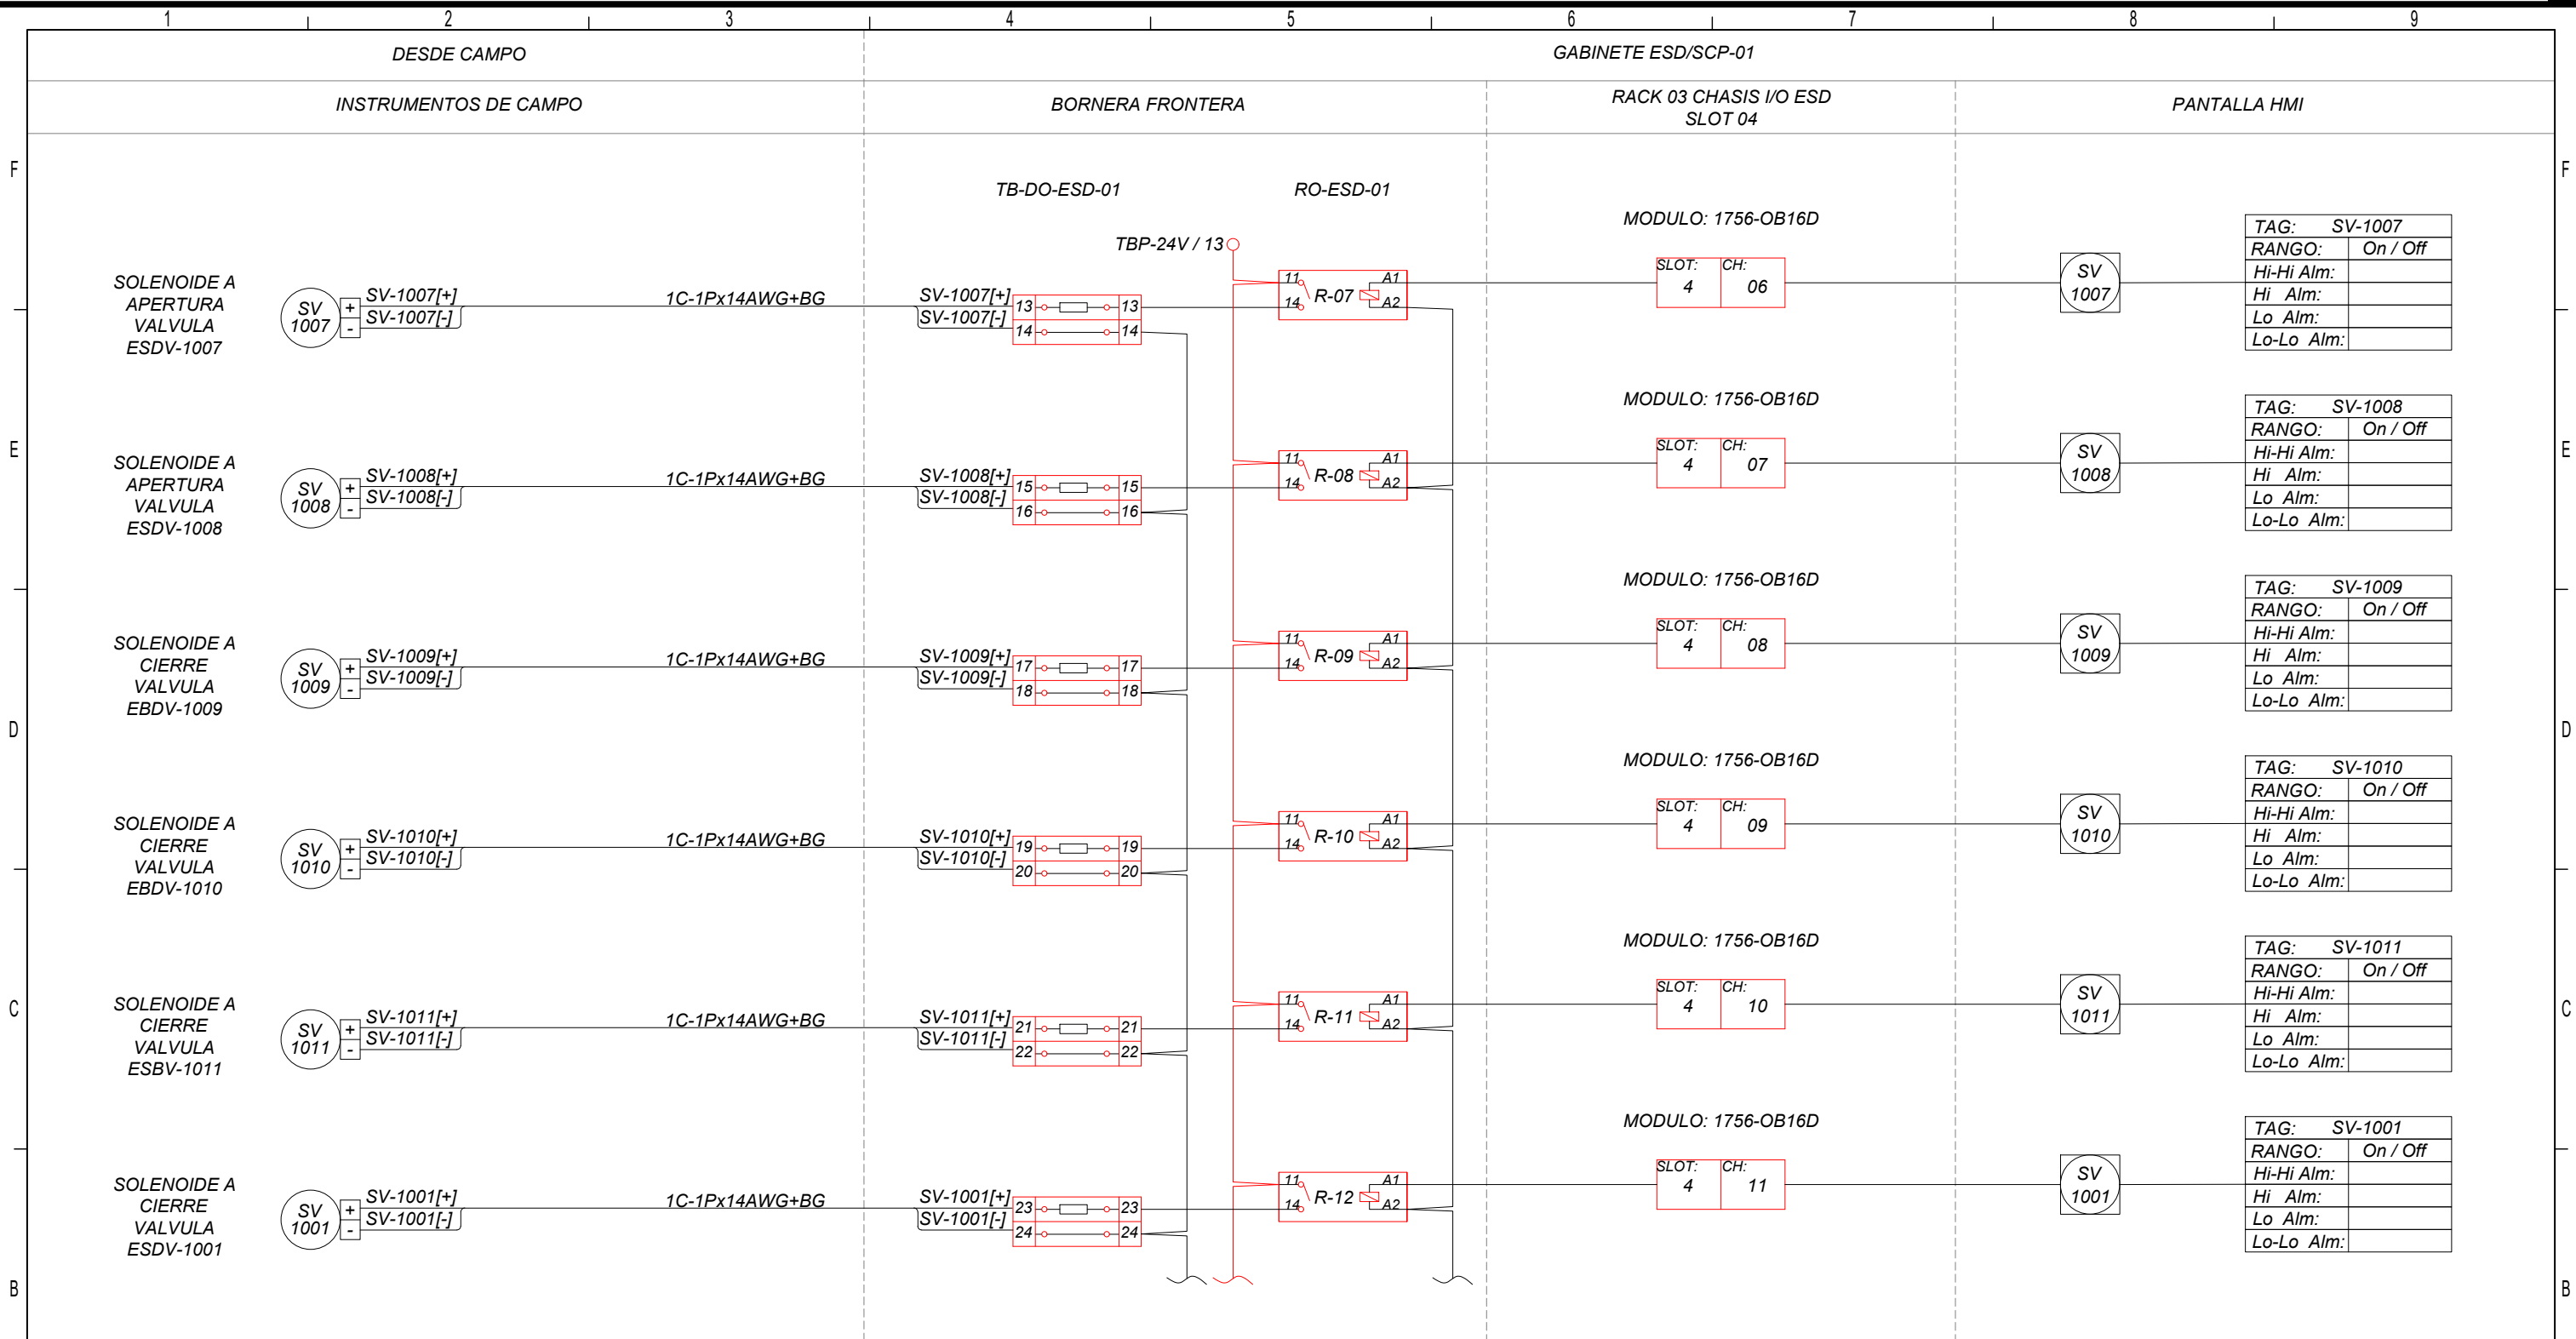 1 2 3 4 5 6 7 8 9
DESDE CAMPO GABINETE ESD/SCP-01
INSTRUMENTOS DE CAMPO BORNERA FRONTERA RACK 03 CHASIS I/O ESD PANTALLA HMI
SLOT 04
F F
TB-DO-ESD-01 RO-ESD-01
TBP-24V / 13
MODULO: 1756-OB16D
SOLENOIDE A
APERTURA
VALVULA
ESDV-1007
SV
1007
+
-
SV-1007[+]
SV-1007[-]
1C-1Px14AWG+BG
SV-1007[+]
SV-1007[-]
13 13
14 14
11 R-07 A1
14 A2
SLOT: CH:
4 06
SV
1007
TAG: SV-1007
RANGO: On / Off
Hi-Hi Alm:
Hi Alm:
Lo Alm:
Lo-Lo Alm:
E E
MODULO: 1756-OB16D
SOLENOIDE A
APERTURA
VALVULA
ESDV-1008
SV
1008
+
-
SV-1008[+]
SV-1008[-]
1C-1Px14AWG+BG
SV-1008[+]
SV-1008[-]
15 15
16 16
11 R-08 A1
14 A2
SLOT: CH:
4 07
SV
1008
TAG: SV-1008
RANGO: On / Off
Hi-Hi Alm:
Hi Alm:
Lo Alm:
Lo-Lo Alm:
MODULO: 1756-OB16D
SOLENOIDE A
CIERRE
VALVULA
EBDV-1009
SV
1009
+
-
SV-1009[+]
SV-1009[-]
1C-1Px14AWG+BG
SV-1009[+]
SV-1009[-]
17 17
18 18
11 R-09 A1
14 A2
SLOT: CH:
4 08
SV
1009
TAG: SV-1009
RANGO: On / Off
Hi-Hi Alm:
Hi Alm:
Lo Alm:
Lo-Lo Alm:
D D
MODULO: 1756-OB16D
SOLENOIDE A
CIERRE
VALVULA
EBDV-1010
SV
1010
+
-
SV-1010[+]
SV-1010[-]
1C-1Px14AWG+BG
SV-1010[+]
SV-1010[-]
19 19
20 20
11 R-10 A1
14 A2
SLOT: CH:
4 09
SV
1010
TAG: SV-1010
RANGO: On / Off
Hi-Hi Alm:
Hi Alm:
Lo Alm:
Lo-Lo Alm:
MODULO: 1756-OB16D
C C
SOLENOIDE A
CIERRE
VALVULA
ESBV-1011
SV
1011
+
-
SV-1011[+]
SV-1011[-]
1C-1Px14AWG+BG
SV-1011[+]
SV-1011[-]
21 21
22 22
11 R-11 A1
14 A2
SLOT: CH:
4 10
SV
1011
TAG: SV-1011
RANGO: On / Off
Hi-Hi Alm:
Hi Alm:
Lo Alm:
Lo-Lo Alm:
MODULO: 1756-OB16D
SOLENOIDE A
CIERRE
VALVULA
ESDV-1001
SV
1001
+
-
SV-1001[+]
SV-1001[-]
1C-1Px14AWG+BG
SV-1001[+]
SV-1001[-]
23 23
24 24
11 R-12 A1
14 A2
SLOT: CH:
4 11
SV
1001
TAG: SV-1001
RANGO: On / Off
Hi-Hi Alm:
Hi Alm:
Lo Alm:
Lo-Lo Alm:
B B